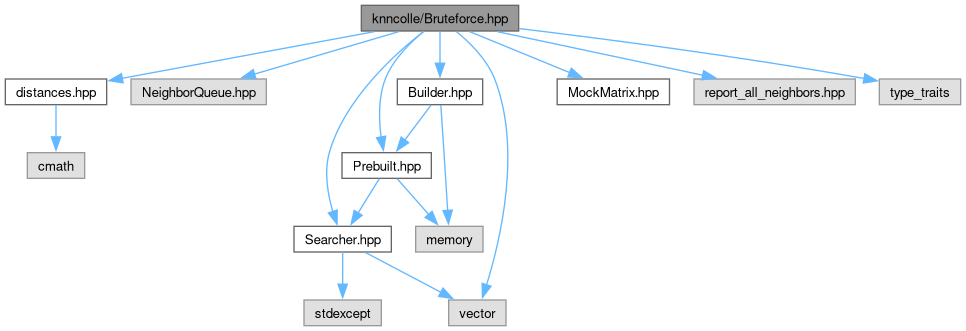 knncolle/Bruteforce.hpp
distances.hpp
NeighborQueue.hpp
Builder.hpp
MockMatrix.hpp
report_all_neighbors.hpp
type_traits
cmath
Prebuilt.hpp
Searcher.hpp
memory
stdexcept
vector